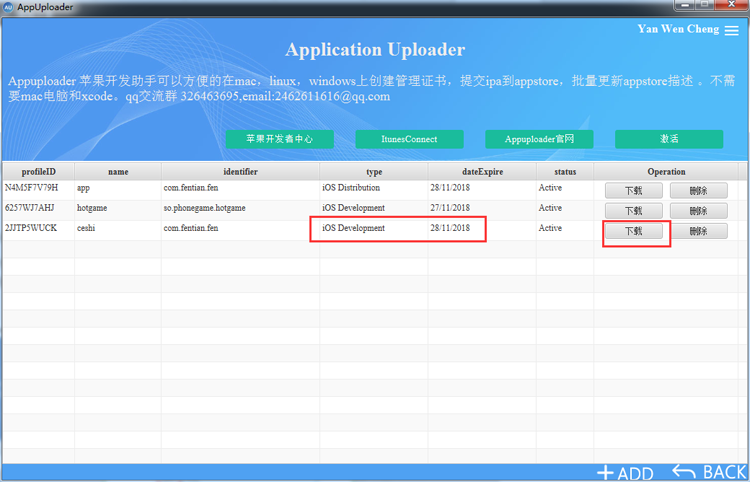 AU AppUploader
Yan Wen Cheng
Application Uploader
Appuploader 苹果开发助手可以方便的在mac，linux，windows上创建管理证书，提交ipa到appstore，批量更新appstore描述 。不需
要mac电脑和xcode。qq交流群 326463695,email:2462611616@qq.com
苹果开发者中心 ItunesConnect Appuploader官网 激活
profileID name identifier type dateExpire status Operation
N4M5F7V79H app com.fentian.fen iOS Distribution 28/11/2018 Active 下载 删除
6257WJ7AHJ hotgame so.phonegame.hotgame iOS Development 27/11/2018 Active 下载 删除
2JJTP5WUCK ceshi com.fentian.fen iOS Development 28/11/2018 Active 下载 删除
ADD BACK